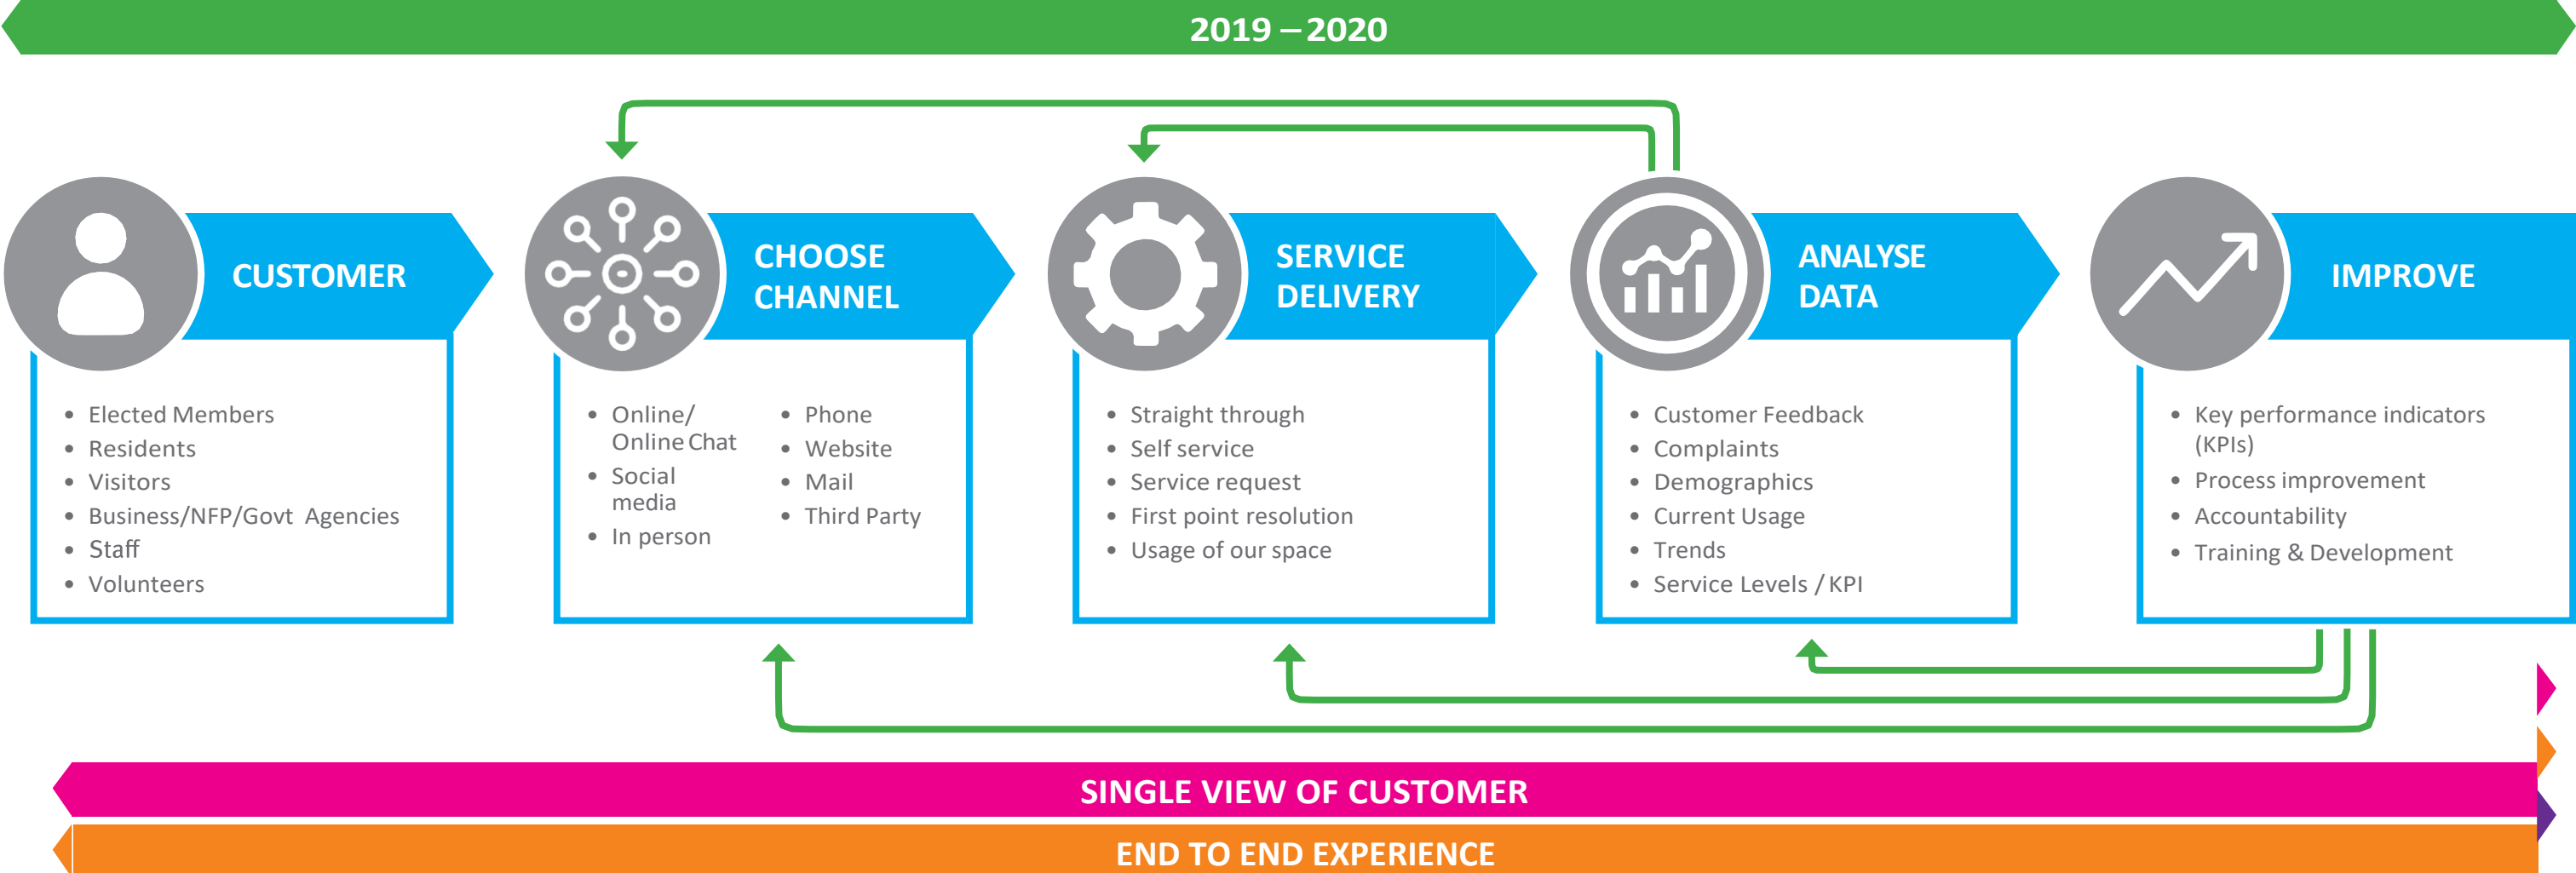 2019 – 2020
CUSTOMER
• Elected Members
• Residents
• Visitors
• Business/NFP/Govt Agencies
• Staff
• Volunteers
CHOOSE
CHANNEL
• Online/
Online Chat
• Social
media
• In person
• Phone
• Website
• Mail
• Third Party
SERVICE
DELIVERY
• Straight through
• Self service
• Service request
• First point resolution
• Usage of our space
ANALYSE
DATA
• Customer Feedback
• Complaints
• Demographics
• Current Usage
• Trends
• Service Levels / KPI
IMPROVE
• Key performance indicators
(KPIs)
• Process improvement
• Accountability
• Training & Development
SINGLE VIEW OF CUSTOMER
END TO END EXPERIENCE